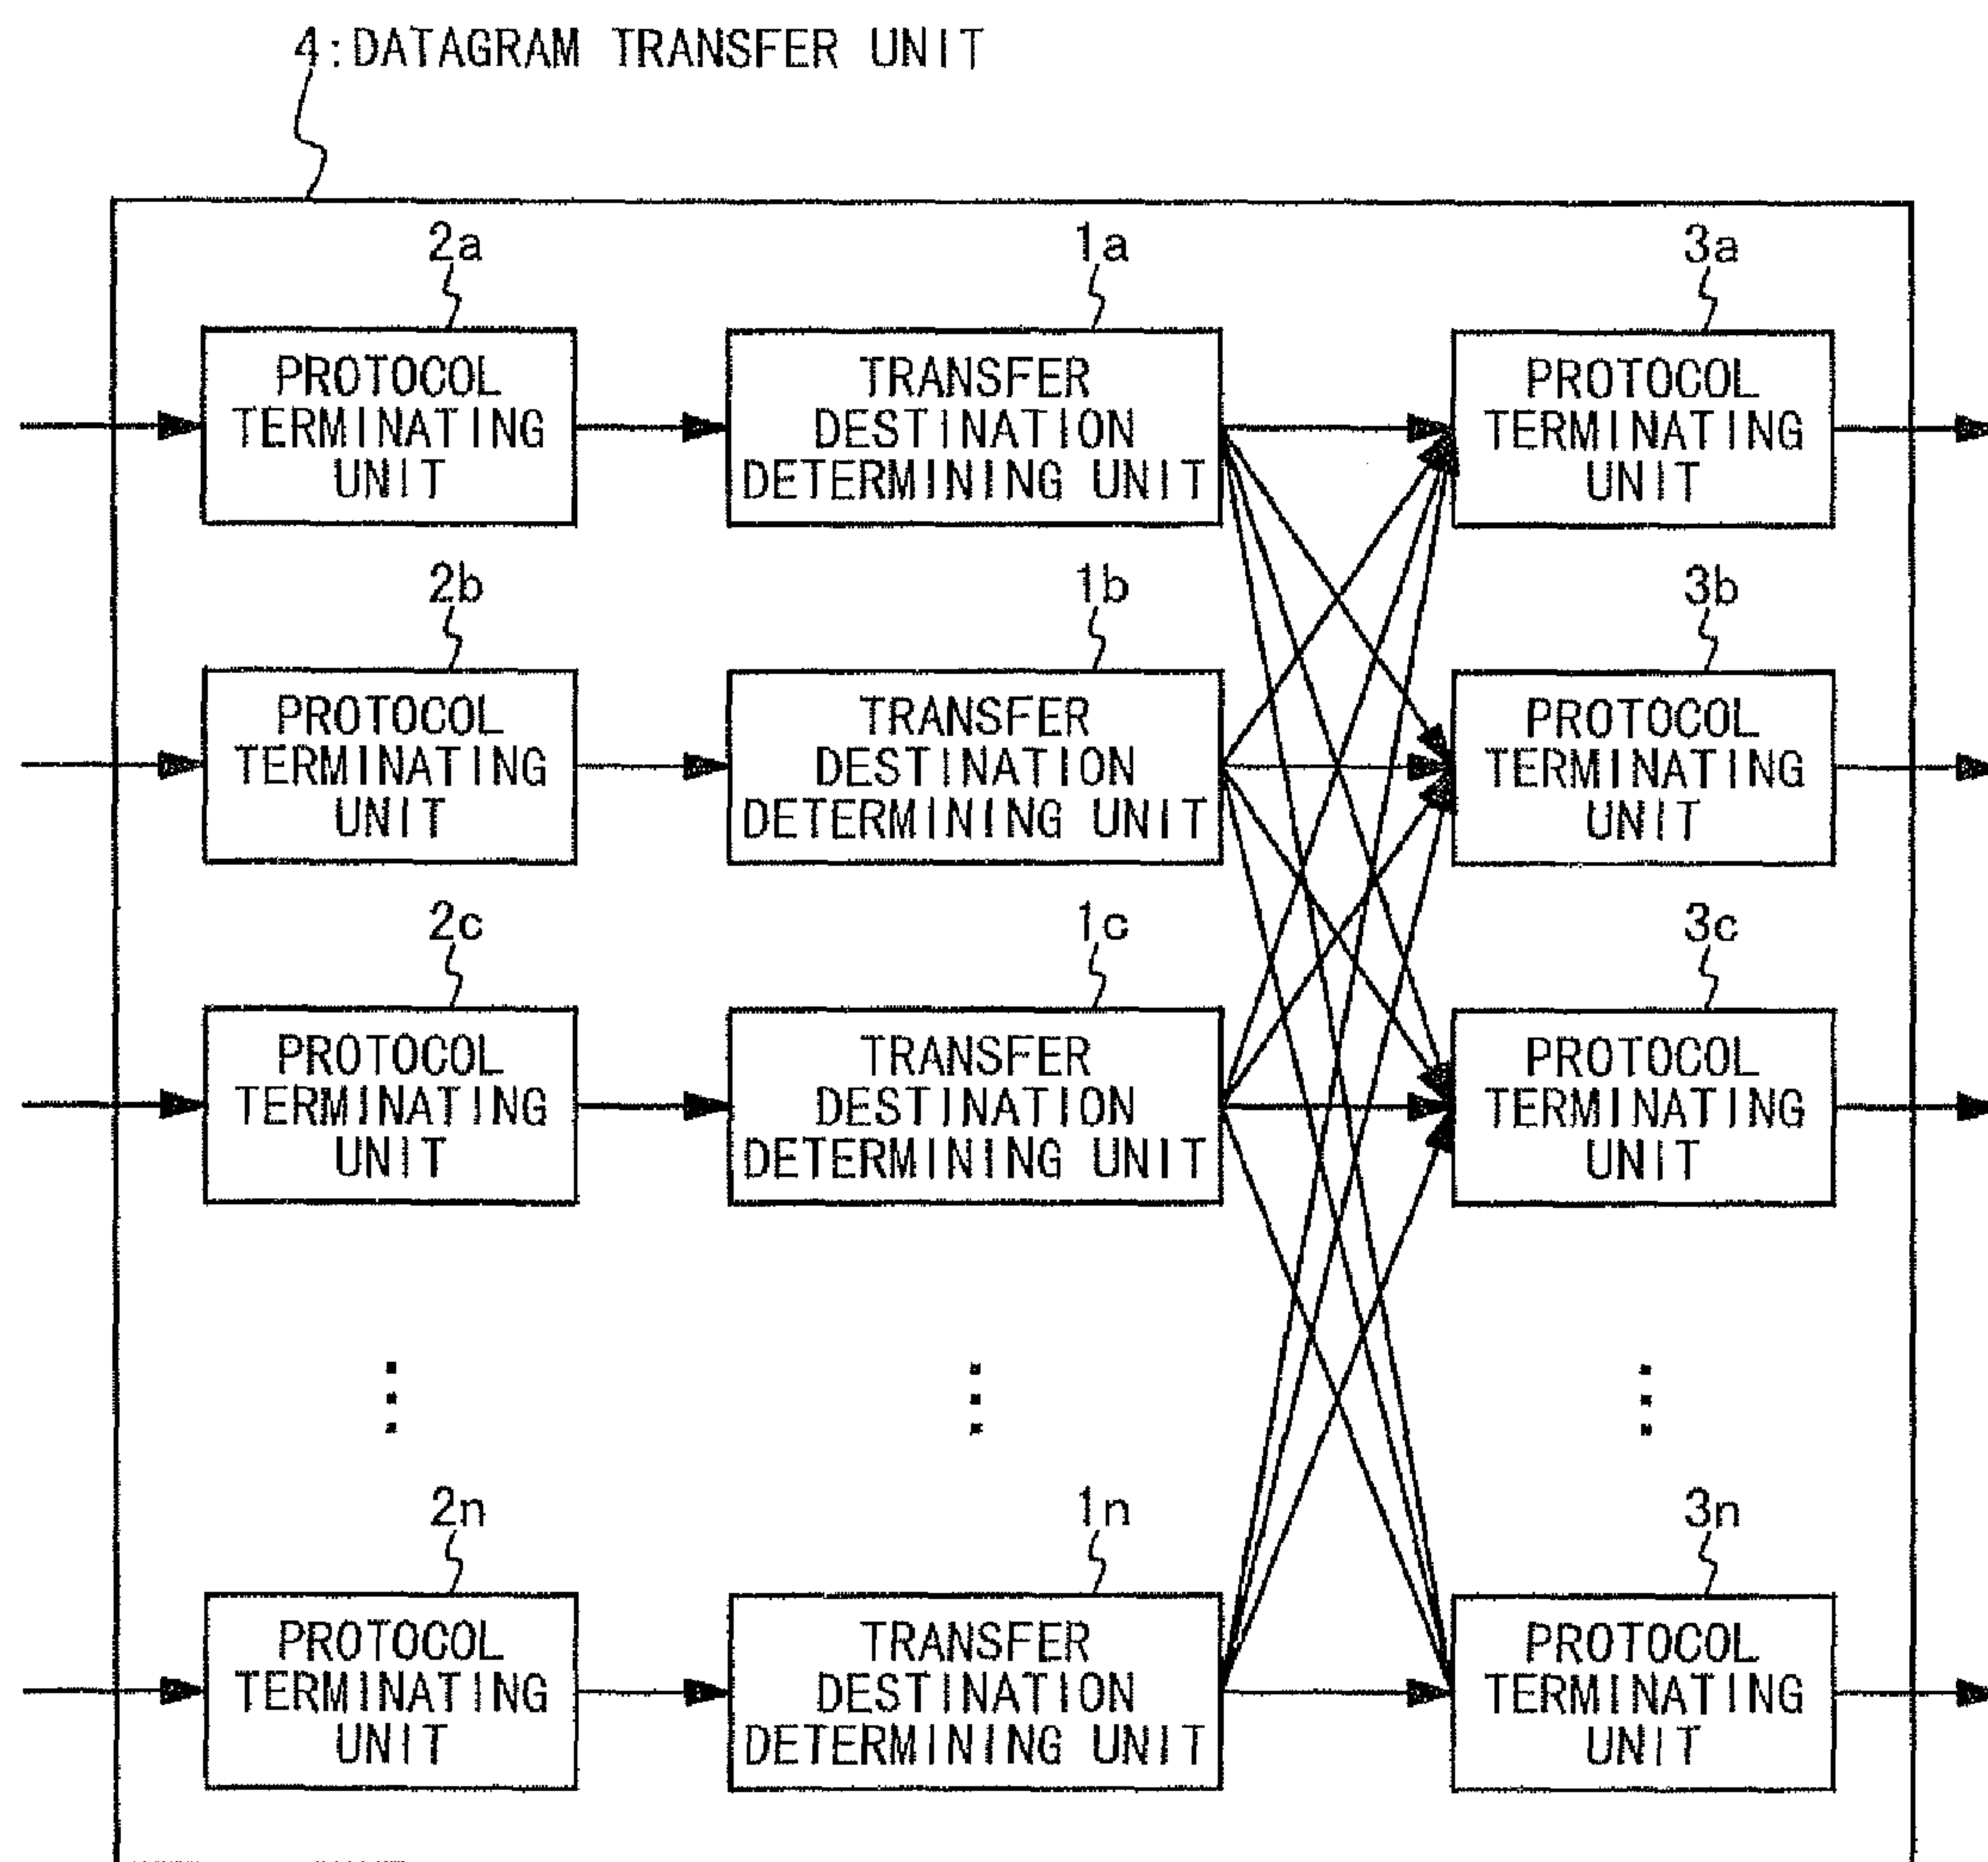 4:DATAGRAM TRANSFER UNIT
2a
1a
3a
PROTOCOL
TERMINATING
UNIT
TRANSFER
DESTINATION
DETERMINING UNIT
PROTOCOL
TERMINATING
UNIT
2b
1b
3b
PROTOCOL
TERMINATING
UNIT
TRANSFER
DESTINATION
DETERMINING UNIT
PROTOCOL
TERMINATING
UNIT
2c
1c
3c
PROTOCOL
TERMINATING
UNIT
TRANSFER
DESTINATION
DETERMINING UNIT
PROTOCOL
TERMINATING
UNIT
2n
1n
3n
PROTOCOL
TERMINATING
UNIT
TRANSFER
DESTINATION
DETERMINING UNIT
PROTOCOL
TERMINATING
UNIT